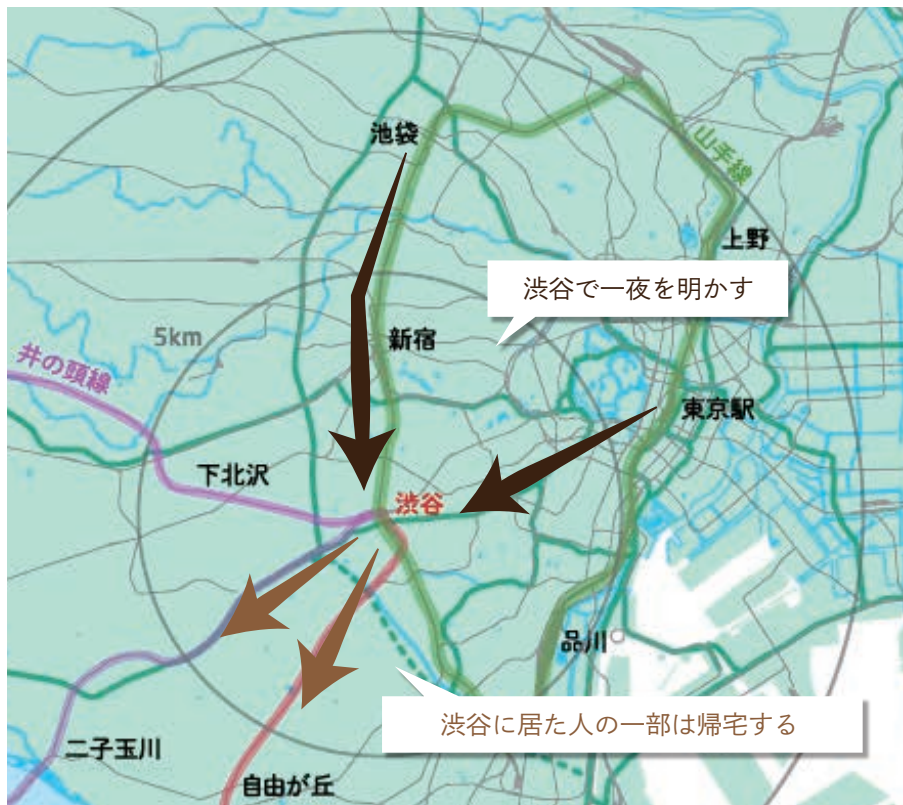 池袋
山手線
上野
渋谷で一夜を明かす
5km
新宿
井の頭線
東京駅
下北沢
渋谷
品川
渋谷に居た人の一部は帰宅する
二子玉川
自由が丘